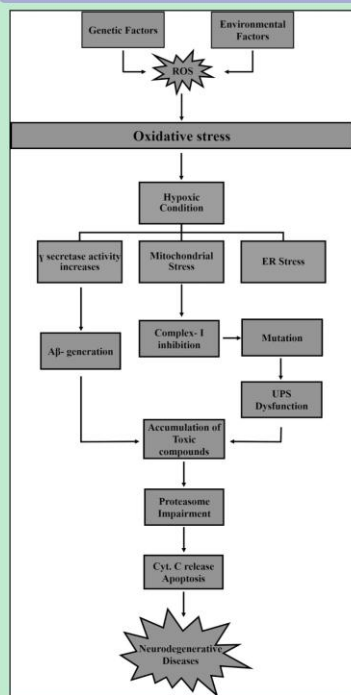 Genetic Factors
Environmental
Factors
ROS
Oxidative stress
Hypoxic
Condition
γ secretase activity
increases
Mitochondrial
Stress
ER Stress
Aβ- generation
Complex- I
inhibition
Mutation
UPS
Dysfunction
Accumulation of
Toxic
compounds
Proteasome
Impairment
Cyt. C release
Apoptosis
Neurodegenerative
Diseases